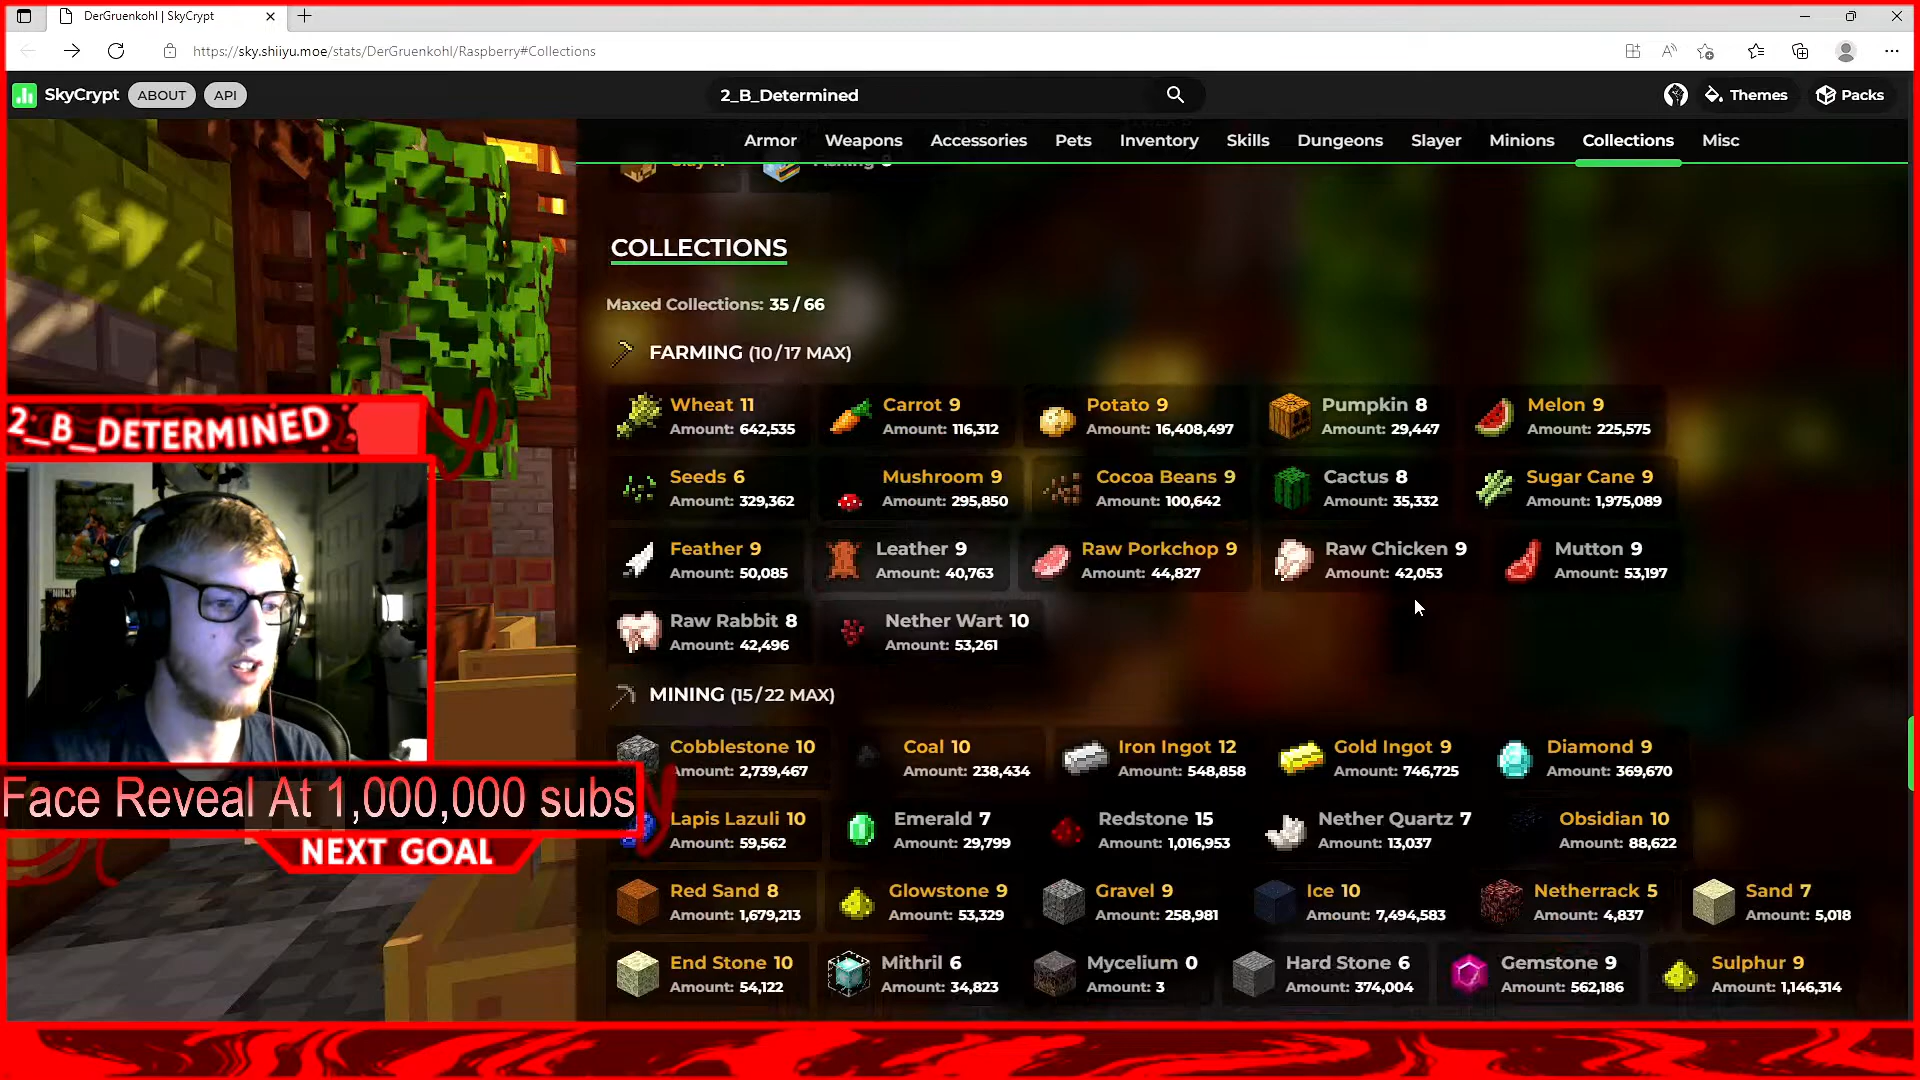 DerGruenkohl | SkyCrypt
https://sky.shiiyu.moe/stats/DerGruenkohl/Raspberry#Collections
SkyCrypt ABOUT API 2_B_Determined Themes Packs
Armor Weapons Accessories Pets Inventory Skills Dungeons Slayer Minions Collections Misc
COLLECTIONS
Maxed Collections: 35 / 66
FARMING (10/17 MAX)
Wheat 11 Carrot 9 Potato 9 Pumpkin 8 Melon 9
Amount: 642,535 Amount: 116,312 Amount: 16,408,497 Amount: 29,447 Amount: 225,575
Seeds 6 Mushroom 9 Cocoa Beans 9 Cactus 8 Sugar Cane 9
Amount: 329,362 Amount: 295,850 Amount: 100,642 Amount: 35,332 Amount: 1,975,089
Feather 9 Leather 9 Raw Porkchop 9 Raw Chicken 9 Mutton 9
Amount: 50,085 Amount: 40,763 Amount: 44,827 Amount: 42,053 Amount: 53,197
Raw Rabbit 8 Nether Wart 10
Amount: 42,496 Amount: 53,261
MINING (15/22 MAX)
Cobblestone 10 Coal 10 Iron Ingot 12 Gold Ingot 9 Diamond 9
Amount: 2,739,467 Amount: 238,434 Amount: 548,858 Amount: 746,725 Amount: 369,670
Lapis Lazuli 10 Emerald 7 Redstone 15 Nether Quartz 7 Obsidian 10
Amount: 59,562 Amount: 29,799 Amount: 1,016,953 Amount: 13,037 Amount: 88,622
Red Sand 8 Glowstone 9 Gravel 9 Ice 10 Netherrack 5 Sand 7
Amount: 1,679,213 Amount: 53,329 Amount: 258,981 Amount: 7,494,583 Amount: 4,837 Amount: 5,018
End Stone 10 Mithril 6 Mycelium 0 Hard Stone 6 Gemstone 9 Sulphur 9
Amount: 54,122 Amount: 34,823 Amount: 3 Amount: 374,004 Amount: 562,186 Amount: 1,146,314
2_B_DETERMINED
Face Reveal At 1,000,000 subs
NEXT GOAL